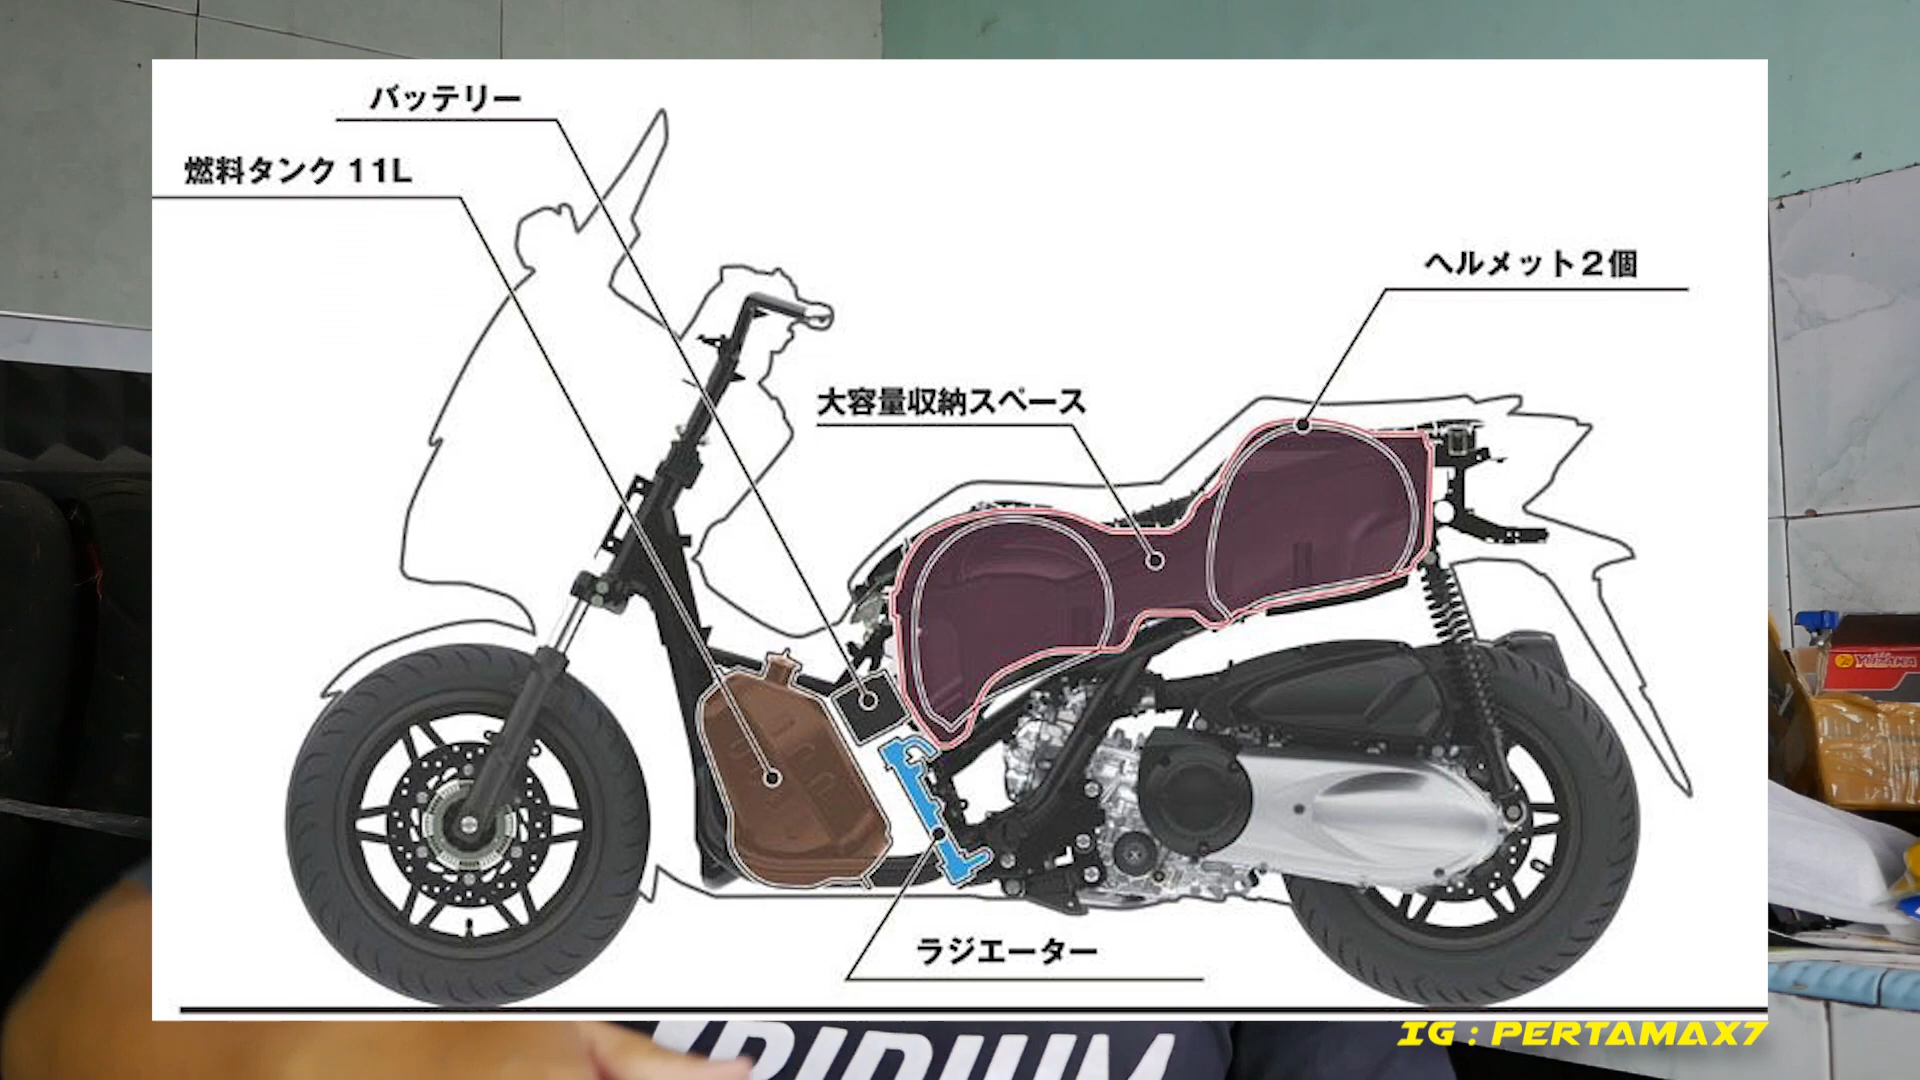 バッテリー
燃料タンク 11L
ヘルメット2個
大容量収納スペース
ラジエーター
YUZAKA
IG : PERTAMAX7